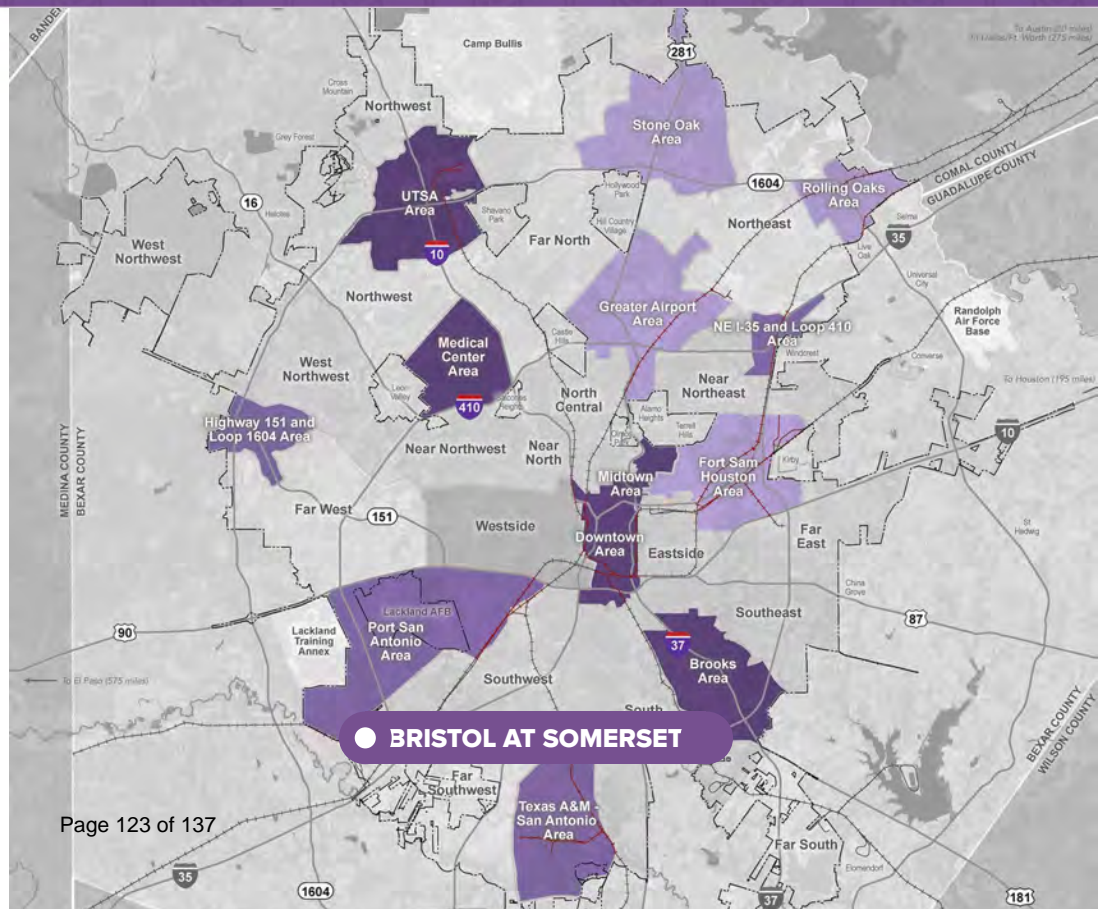 BANDER
Camp Bullis
281
To Austin (80 miles)
Cross
Mountain
Northwest
Grey Forest
Stone Oak
Area
COMAL COUNTY
GUADALUPE COUNTY
UTSA
Area
Hollywood
Park
1604
Rolling Oaks
Area
16
Helotes
Shavano
Park
Hill Country
Village
Northeast
Selma
35
West
Northwest
Far North
10
Live
Oak
Universal
City
Northwest
Greater Airport
Area
NE I-35 and Loop 410
Area
Randolph
Air Force
Base
Medical
Center
Area
Castle
Hills
Windcrest
Converse
West
Northwest
Leon
Valley
410
Balcones
Heights
North
Central
Near
Northeast
To Houston (195 miles)
Highway 151 and
Loop 1604 Area
Alamo
Heights
Terrell
Hills
10
Olmos
Park
Near Northwest
Near
North
Midtown
Area
Fort Sam
Houston
Area
Kirby
MEDINA COUNTY
BEXAR COUNTY
Far West
151
Westside
Downtown
Area
Eastside
Far
East
St
Hedwig
Lackland AFB
China
Grove
Southeast
87
90
Lackland
Training
Annex
Port San
Antonio
Area
37
Brooks
Area
To El Paso (575 miles)
Southwest
South
BRISTOL AT SOMERSET
BEXAR COUNTY
WILSON COUNTY
Far
Southwest
Texas A&M -
San Antonio
Area
Page 123 of 137
Far South
Elmendorf
35
1604
37
181